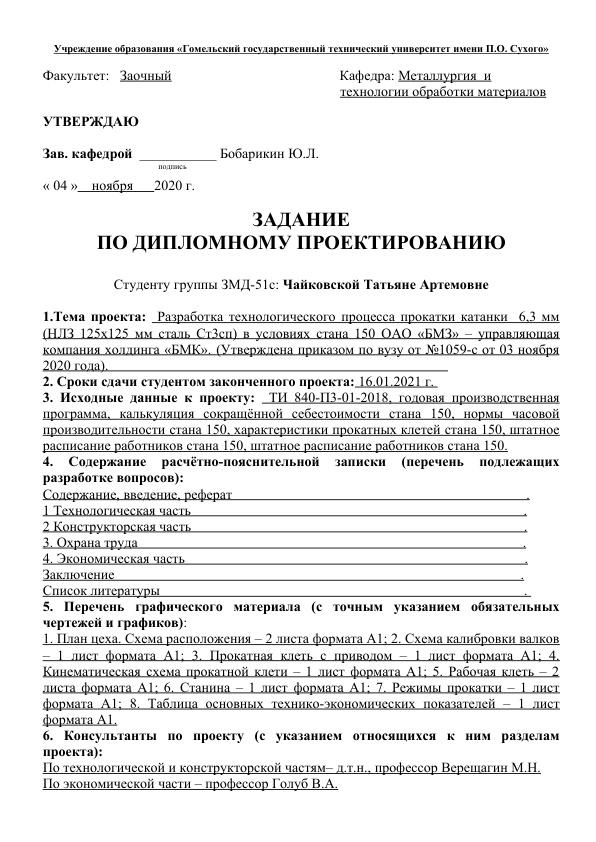 Учреждение образования «Гомельский государственный технический университет имени П.О. Сухого»
Факультет: Заочный
Кафедра: Металлургия и
технологии обработки материалов
УТВЕРЖДАЮ
Зав. кафедрой ___________ Бобарикин Ю.Л.
подпись
« 04 » ноября 2020 г.
ЗАДАНИЕ
ПО ДИПЛОМНОМУ ПРОЕКТИРОВАНИЮ
Студенту группы ЗМД-51с: Чайковской Татьяне Артемовне
1.Тема проекта: Разработка технологического процесса прокатки катанки 6,3 мм
(НЛЗ 125х125 мм сталь Ст3сп) в условиях стана 150 ОАО «БМЗ» – управляющая
компания холдинга «БМК». (Утверждена приказом по вузу от №1059-с от 03 ноября
2020 года).
2. Сроки сдачи студентом законченного проекта: 16.01.2021 г.
3. Исходные данные к проекту: ТИ 840-П3-01-2018, годовая производственная
программа, калькуляция сокращённой себестоимости стана 150, нормы часовой
производительности стана 150, характеристики прокатных клетей стана 150, штатное
расписание работников стана 150, штатное расписание работников стана 150.
4. Содержание расчётно-пояснительной записки (перечень подлежащих
разработке вопросов):
Содержание, введение, реферат .
1 Технологическая часть .
2 Конструкторская часть .
3. Охрана труда .
4. Экономическая часть .
Заключение .
Список литературы .
5. Перечень графического материала (с точным указанием обязательных
чертежей и графиков):
1. План цеха. Схема расположения – 2 листа формата А1; 2. Схема калибровки валков
– 1 лист формата А1; 3. Прокатная клеть с приводом – 1 лист формата А1; 4.
Кинематическая схема прокатной клети – 1 лист формата А1; 5. Рабочая клеть – 2
листа формата А1; 6. Станина – 1 лист формата А1; 7. Режимы прокатки – 1 лист
формата А1; 8. Таблица основных технико-экономических показателей – 1 лист
формата А1.
6. Консультанты по проекту (с указанием относящихся к ним разделам
проекта):
По технологической и конструкторской частям– д.т.н., профессор Верещагин М.Н.
По экономической части – профессор Голуб В.А.